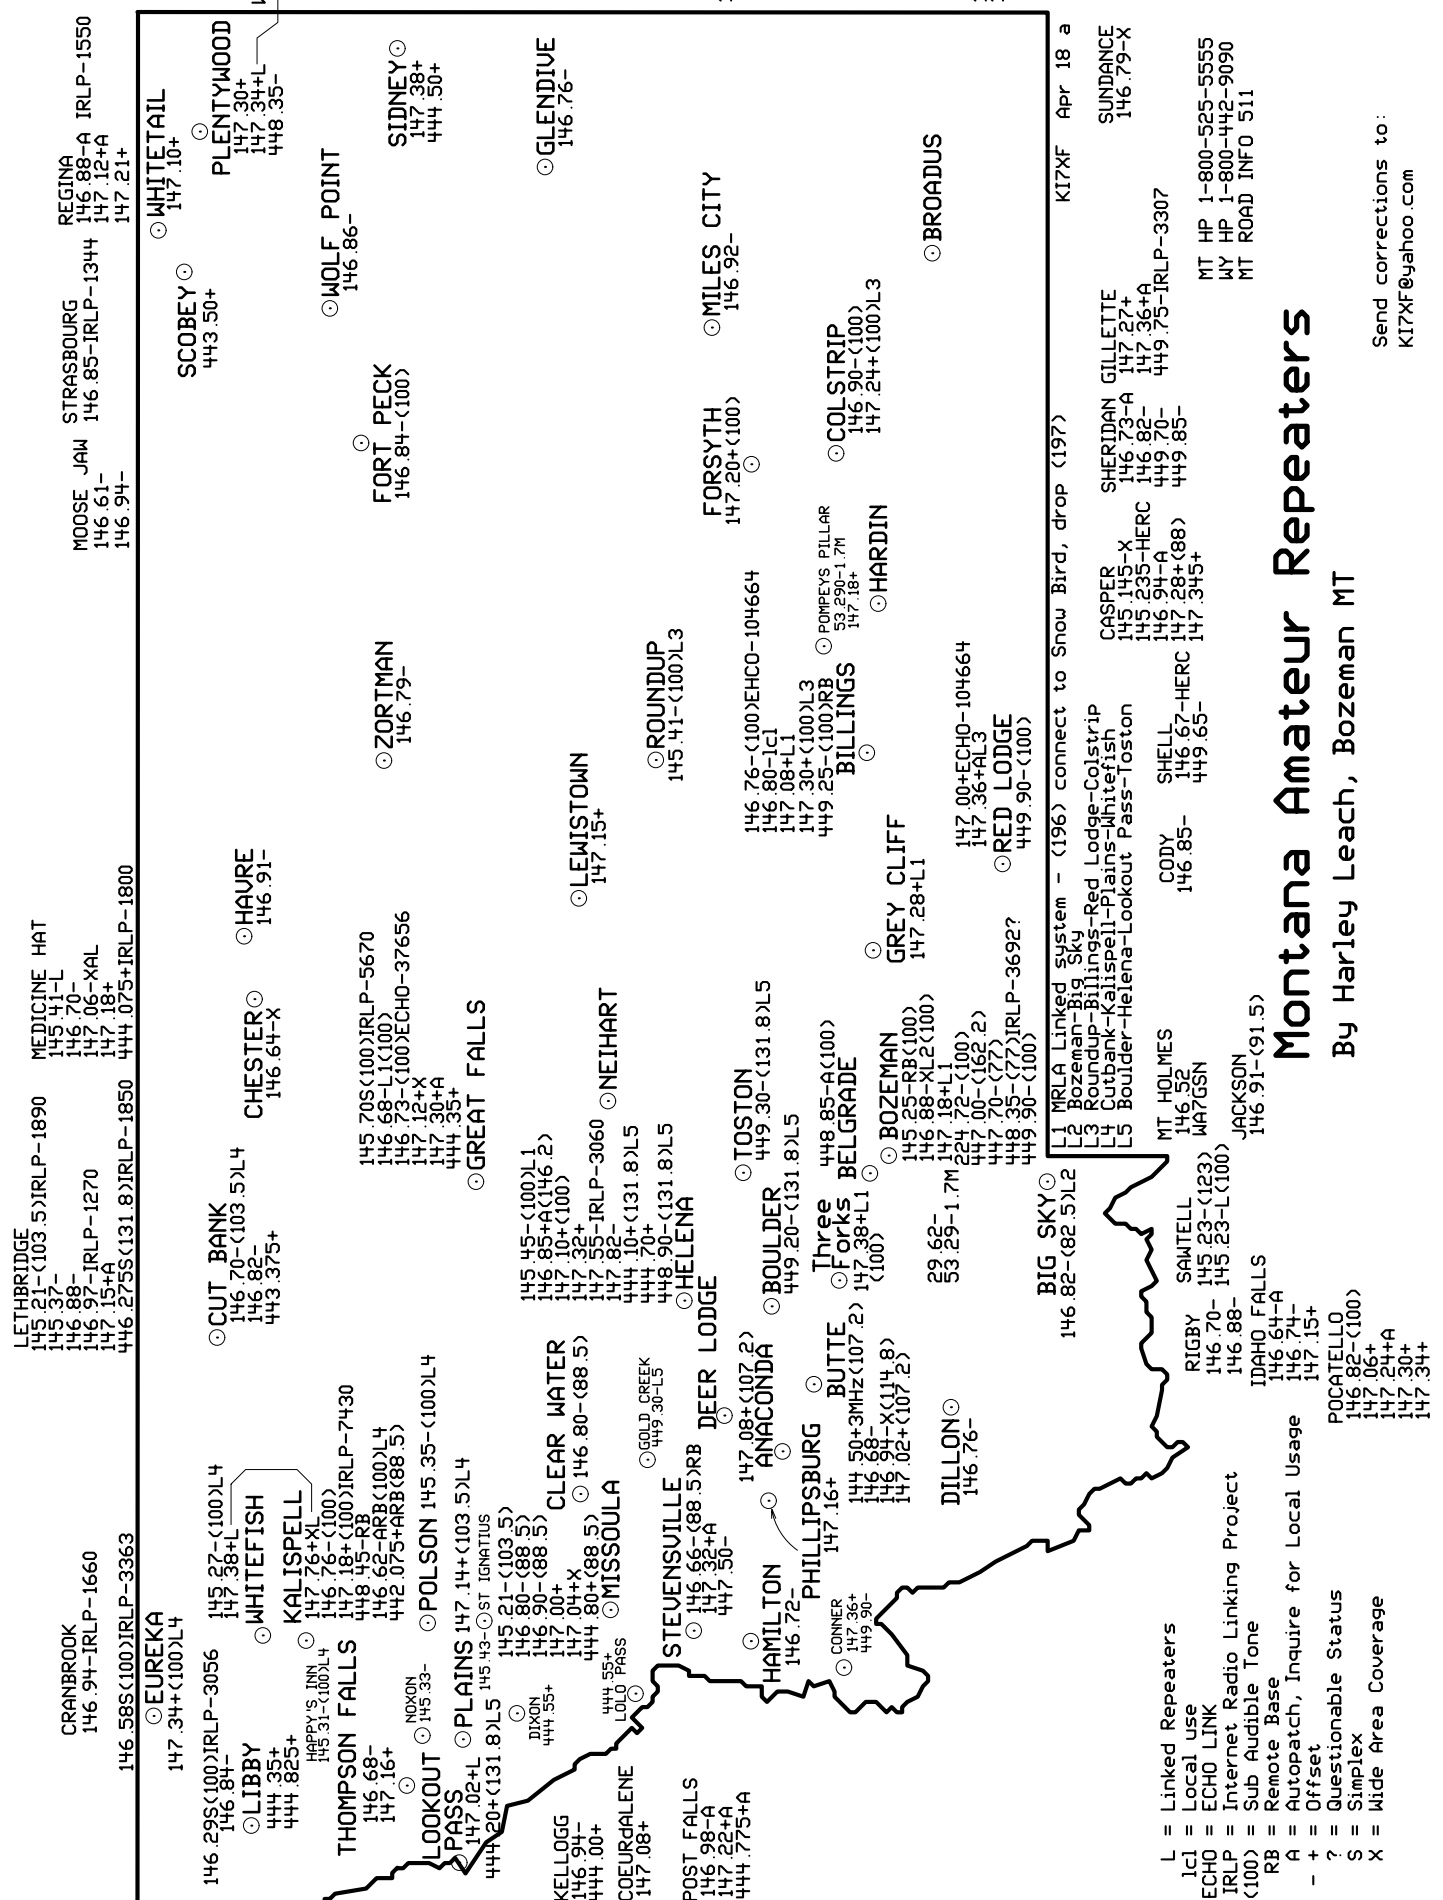 CRANBROOK
146.94-IRLP-1660
146.58S(100)IRLP-3363
LETHBRIDGE
145.21-(103.5)IRLP-1890
145.37-
146.88-
146.97-IRLP-1270
147.15+A
446.275S(131.8)IRLP-1850
MEDICINE HAT
145.41-L
146.70-
147.06-XAL
147.18+
444.075+IRLP-1800
MOOSE JAW
146.61-
146.94-
STRASBOURG
146.85-IRLP-1344
REGINA
146.88-A IRLP-1550
147.12+A
147.21+
EUREKA
147.34+(100)L4
146.29S(100)IRLP-3056
146.84-
LIBBY
444.35+
444.825+
145.27-(100)L4
147.38+L
WHITEFISH
KALISPELL
147.76+XL
146.76-(100)
147.18+(100)IRLP-7430
448.45-RB
146.62-ARB(100)L4
442.075+ARB(88.5)
HAPPY'S INN
145.31-(100)L4
THOMPSON FALLS
146.68-
147.16+
NOXON
145.33-
POLSON 145.35-(100)L4
LOOKOUT
PASS
147.02+L
444.20+(131.8)L5
PLAINS 147.14+(103.5)L4
145.43- ST IGNATIUS
DIXON
444.55+
145.21-(103.5)
146.80-(88.5)
146.90-(88.5)
147.00+
147.04+X
444.80+(88.5)
MISSOULA
444.55+
LOLO PASS
CLEAR WATER
146.80-(88.5)
GOLD CREEK
449.30-L5
STEVENSVILLE
146.66-(88.5)RB
147.32+A
447.50-
DEER LODGE
147.08+(107.2)
ANACONDA
HAMILTON
146.72-
PHILLIPSBURG
147.16+
CONNER
147.36+
449.90-
BUTTE
144.50+3MHz(107.2)
146.68-
146.94-X(114.8)
147.02+(107.2)
DILLON
146.76-
CUT BANK
146.70-(103.5)L4
146.82-
443.375+
CHESTER
146.64-X
HAVRE
146.91-
145.70S(100)IRLP-5670
146.68-L1(100)
146.73-(100)ECHO-37656
147.12+X
147.30+A
444.35+
GREAT FALLS
NEIHART
145.45-(100)L1
146.85+A(146.2)
147.10+(100)
147.32+
147.55-IRLP-3060
147.82-
444.10+(131.8)L5
444.70+
448.90-(131.8)L5
HELENA
TOSTON
449.30-(131.8)L5
BOULDER
449.20-(131.8)L5
Three
Forks
147.38+L1
(100)
448.85-A(100)
BELGRADE
BOZEMAN
145.25-RB(100)
146.88-XL2(100)
147.18+L1
224.72-(100)
447.00-(162.2)
447.70-(77)
448.35-(77)IRLP-3692?
449.90-(100)
29.62-
53.29-1.7M
BIG SKY
146.82-(82.5)L2
LEWISTOWN
147.15+
ZORTMAN
146.79-
ROUNDUP
145.41-(100)L3
146.76-(100)EHCO-104664
146.80-lcl
147.08+L1
147.30+(100)L3
449.25-(100)RB
BILLINGS
GREY CLIFF
147.28+L1
147.00+ECHO-104664
147.36+AL3
RED LODGE
449.90-(100)
POMPEYS PILLAR
53.290-1.7M
147.18+
HARDIN
WHITETAIL
147.10+
SCOBEY
443.50+
PLENTYWOOD
147.30+
147.34+L
448.35-
WOLF POINT
146.86-
SIDNEY
147.38+
444.50+
FORT PECK
146.84-(100)
GLENDIVE
146.76-
MILES CITY
146.92-
FORSYTH
147.20+(100)
COLSTRIP
146.90-(100)
147.24+(100)L3
BROADUS
KELLOGG
146.94-
444.00+
COEURdALENE
147.08+
POST FALLS
146.98-A
147.22+A
444.775+A
L1 MRLA Linked system - (196) connect to Snow Bird, drop (197)
L2 Bozeman-Big Sky
L3 Roundup-Billings-Red Lodge-Colstrip
L4 Cutbank-Kalispell-Plains-Whitefish
L5 Boulder-Helena-Lookout Pass-Toston
KI7XF Apr 18 a
SUNDANCE
146.79-X
GILLETTE
147.27+
147.36+A
449.75-IRLP-3307
SHERIDAN
146.73-A
146.82-
449.70-
449.85-
CASPER
145.145-X
145.235-HERC
146.94-A
147.28+(88)
147.345+
SHELL
146.67-HERC
449.65-
CODY
146.85-
MT HOLMES
146.52
WA7GSN
JACKSON
146.91-(91.5)
SAWTELL
145.23-(123)
145.23-L(100)
RIGBY
146.70-
146.88-
IDAHO FALLS
146.64-A
146.74-
147.15+
POCATELLO
146.82-(100)
147.06+
147.24+A
147.30+
147.34+
MT HP 1-800-525-5555
WY HP 1-800-442-9090
MT ROAD INFO 511
L = Linked Repeaters
lcl = Local use
ECHO = ECHO LINK
IRLP = Internet Radio Linking Project
(100) = Sub Audible Tone
RB = Remote Base
A = Autopatch, Inquire for Local Usage
- + = Offset
? = Questionable Status
S = Simplex
X = Wide Area Coverage
Montana Amateur Repeaters
By Harley Leach, Bozeman MT
Send corrections to:
KI7XF@yahoo.com